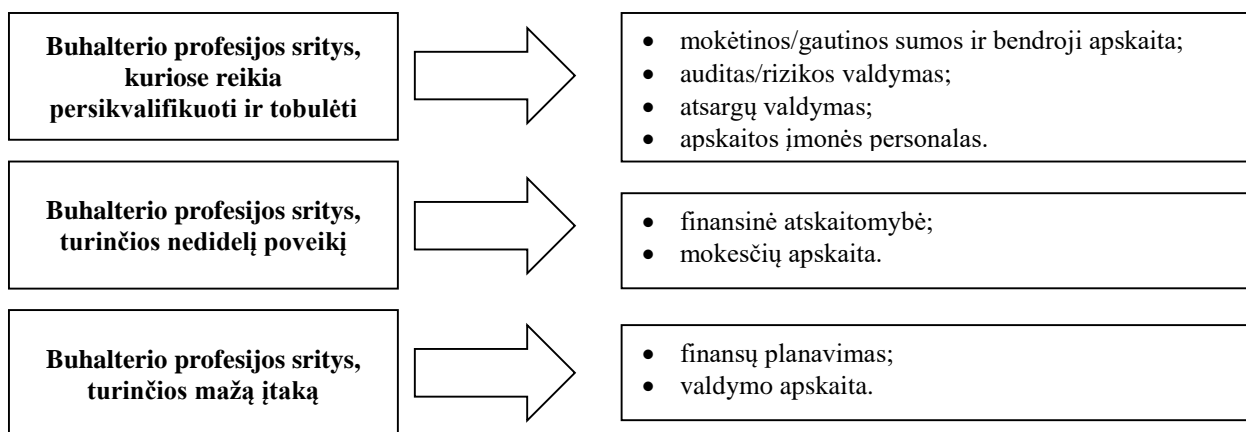 Buhalterio profesijos sritys,
kuriose reikia
persikvalifikuoti ir tobulėti
• mokėtinos/gautinos sumos ir bendroji apskaita;
• auditas/rizikos valdymas;
• atsargų valdymas;
• apskaitos įmonės personalas.
Buhalterio profesijos sritys,
turinčios nedidelį poveikį
• finansinė atskaitomybė;
• mokesčių apskaita.
Buhalterio profesijos sritys,
turinčios mažą įtaką
• finansų planavimas;
• valdymo apskaita.